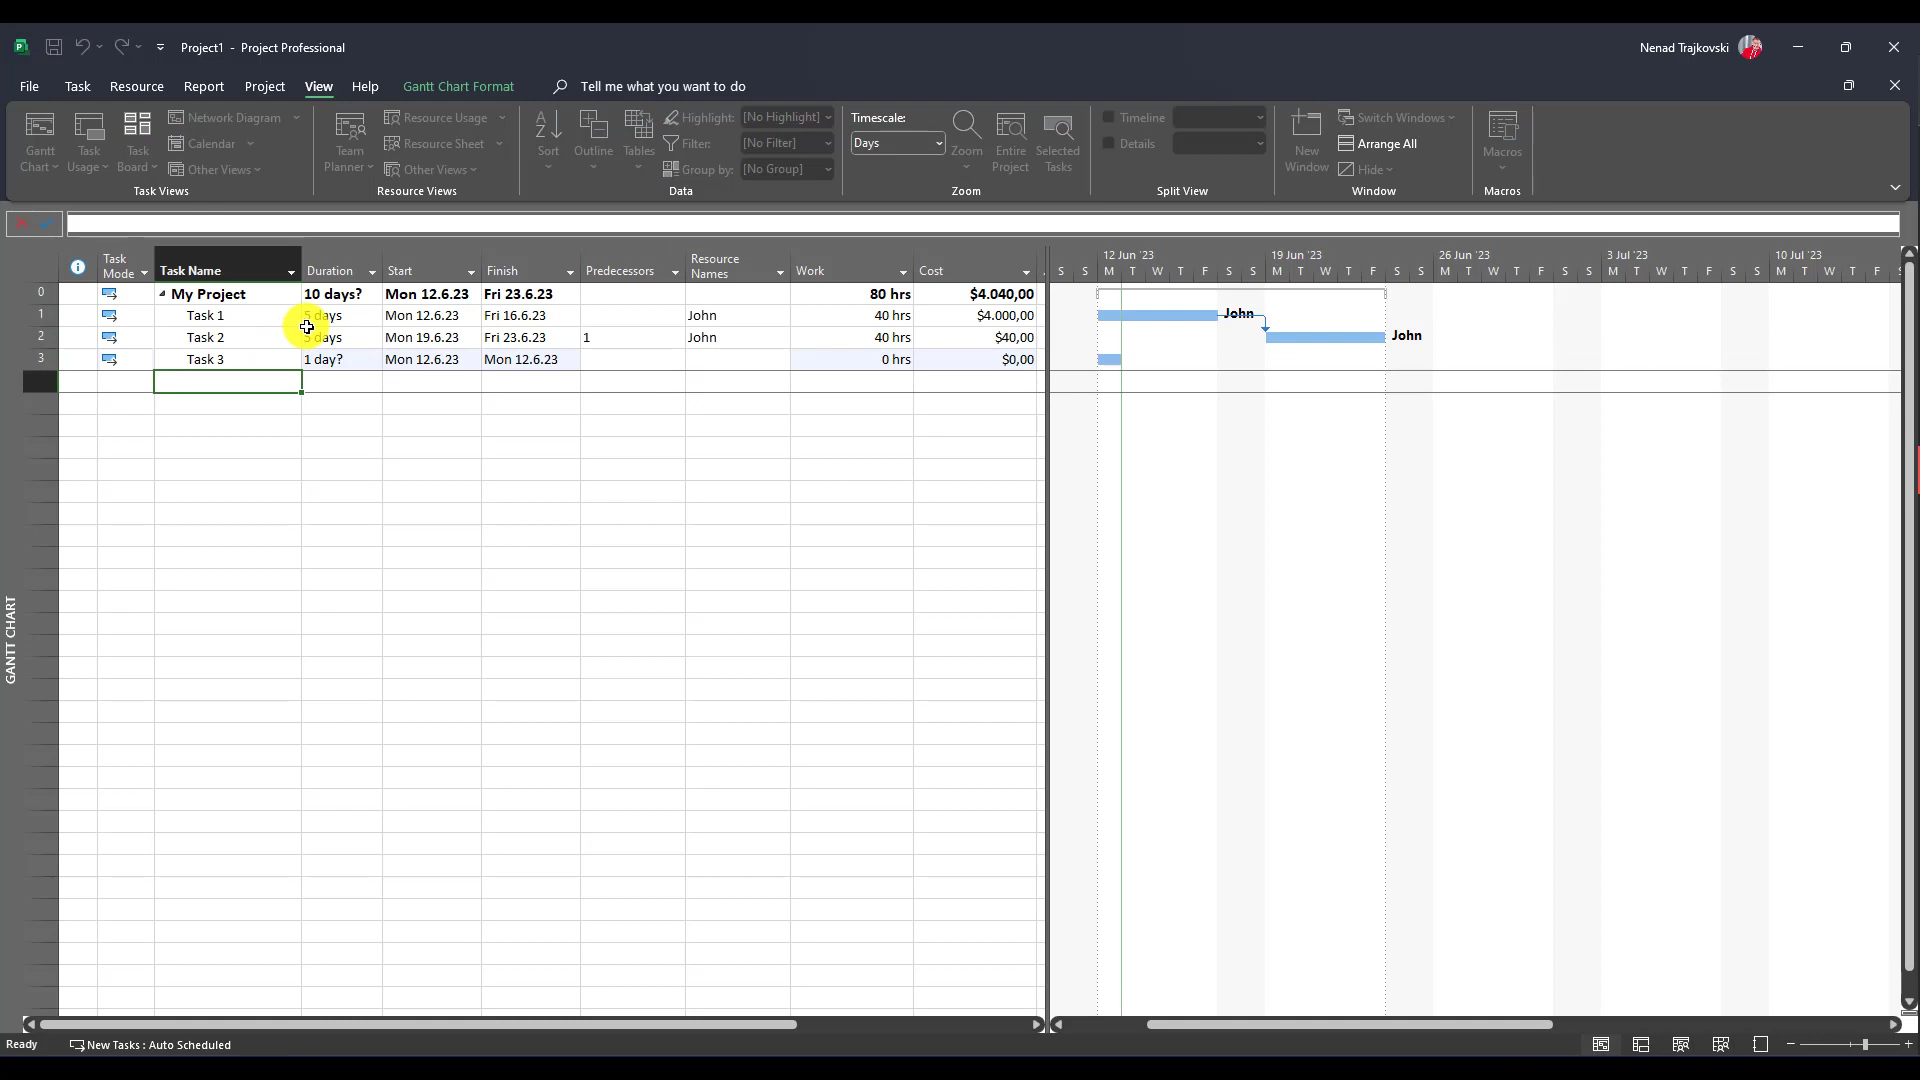 Project1 - Project Professional
Nenad Trajkovski
File Task Resource Report Project View Help Gantt Chart Format Tell me what you want to do
Gantt Chart
Task Usage
Task Board
Network Diagram
Calendar
Other Views
Task Views
Team Planner
Resource Usage
Resource Sheet
Other Views
Resource Views
Sort
Outline
Tables
Highlight: [No Highlight]
Filter: [No Filter]
Group by: [No Group]
Data
Timescale:
Days
Zoom
Entire Project
Selected Tasks
Zoom
Timeline
Details
Split View
New Window
Switch Windows
Arrange All
Hide
Window
Macros
Macros
Task Mode Task Name Duration Start Finish Predecessors Resource Names Work Cost
0 My Project 10 days? Mon 12.6.23 Fri 23.6.23 80 hrs $4.040,00
1 Task 1 5 days Mon 12.6.23 Fri 16.6.23 John 40 hrs $4.000,00
2 Task 2 5 days Mon 19.6.23 Fri 23.6.23 1 John 40 hrs $40,00
3 Task 3 1 day? Mon 12.6.23 Mon 12.6.23 0 hrs $0,00
12 Jun '23 19 Jun '23 26 Jun '23 3 Jul '23 10 Jul '23
S S M T W T F S S M T W T F S S M T W T F S S M T W T F S S M T W T F S
John
John
GANTT CHART
Ready New Tasks : Auto Scheduled